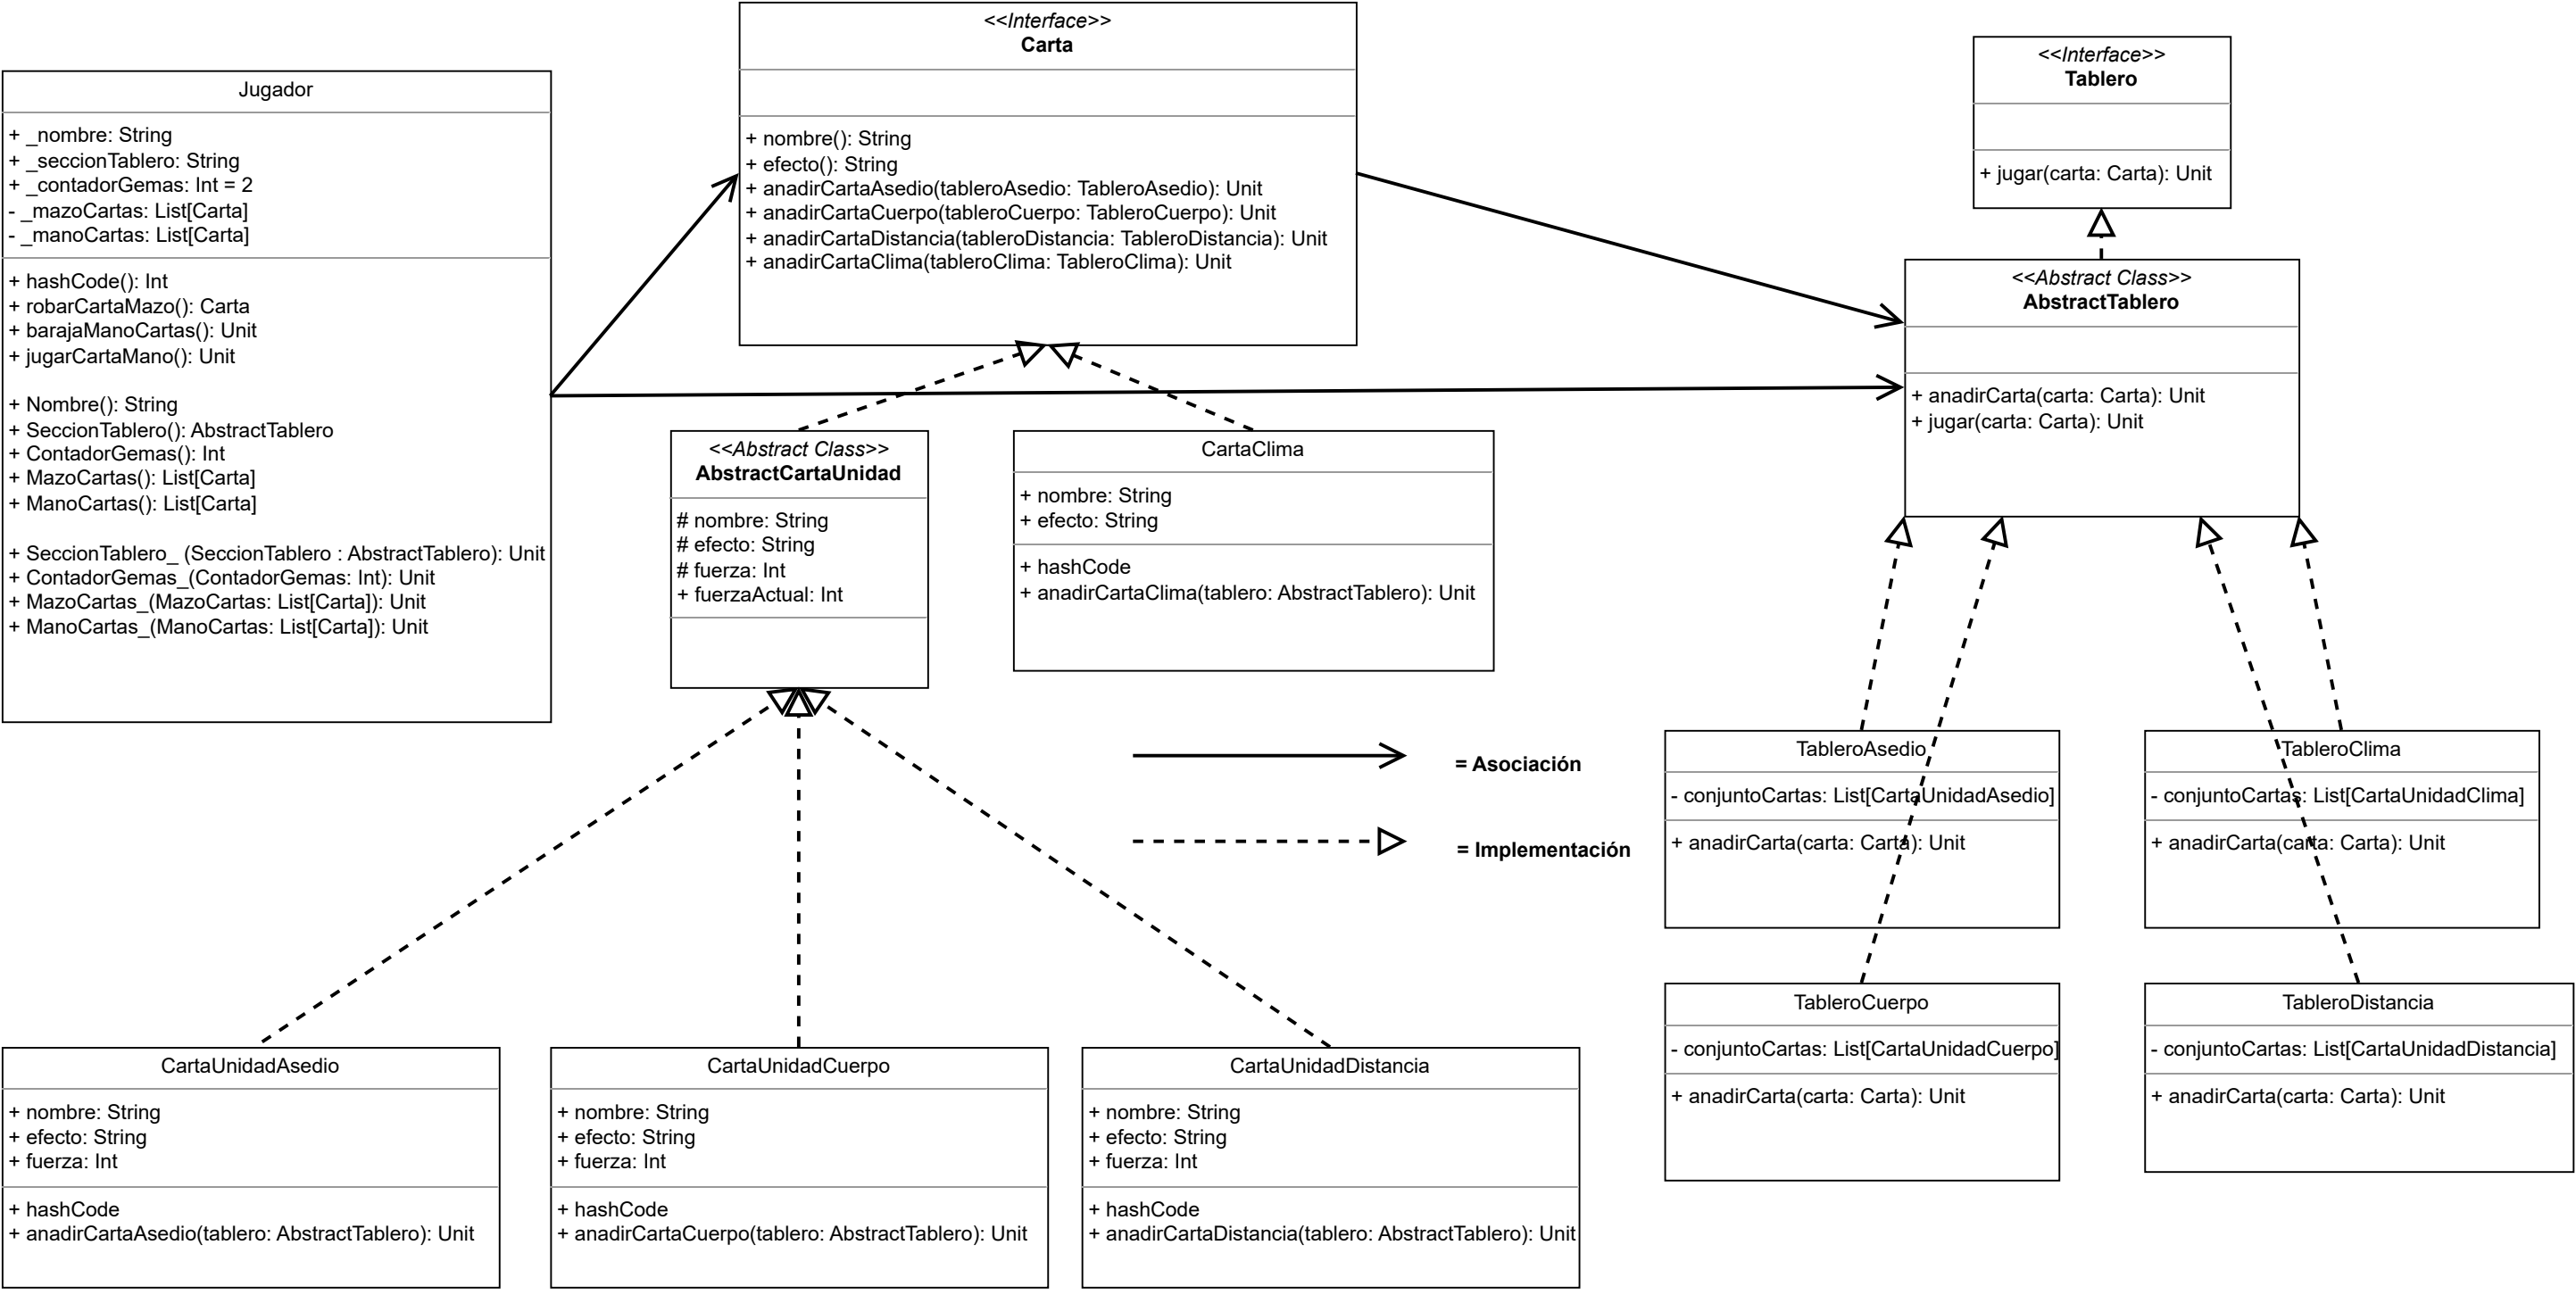 Jugador
+ _nombre: String
+ _seccionTablero: String
+ _contadorGemas: Int = 2
- _mazoCartas: List[Carta]
- _manoCartas: List[Carta]
+ hashCode(): Int
+ robarCartaMazo(): Carta
+ barajaManoCartas(): Unit
+ jugarCartaMano(): Unit
+ Nombre(): String
+ SeccionTablero(): AbstractTablero
+ ContadorGemas(): Int
+ MazoCartas(): List[Carta]
+ ManoCartas(): List[Carta]
+ SeccionTablero_ (SeccionTablero : AbstractTablero): Unit
+ ContadorGemas_(ContadorGemas: Int): Unit
+ MazoCartas_(MazoCartas: List[Carta]): Unit
+ ManoCartas_(ManoCartas: List[Carta]): Unit
<<Interface>>
Carta
+ nombre(): String
+ efecto(): String
+ anadirCartaAsedio(tableroAsedio: TableroAsedio): Unit
+ anadirCartaCuerpo(tableroCuerpo: TableroCuerpo): Unit
+ anadirCartaDistancia(tableroDistancia: TableroDistancia): Unit
+ anadirCartaClima(tableroClima: TableroClima): Unit
<<Interface>>
Tablero
+ jugar(carta: Carta): Unit
<<Abstract Class>>
AbstractTablero
+ anadirCarta(carta: Carta): Unit
+ jugar(carta: Carta): Unit
<<Abstract Class>>
AbstractCartaUnidad
# nombre: String
# efecto: String
# fuerza: Int
+ fuerzaActual: Int
CartaClima
+ nombre: String
+ efecto: String
+ hashCode
+ anadirCartaClima(tablero: AbstractTablero): Unit
= Asociación
= Implementación
TableroAsedio
- conjuntoCartas: List[CartaUnidadAsedio]
+ anadirCarta(carta: Carta): Unit
TableroClima
- conjuntoCartas: List[CartaUnidadClima]
+ anadirCarta(carta: Carta): Unit
TableroCuerpo
- conjuntoCartas: List[CartaUnidadCuerpo]
+ anadirCarta(carta: Carta): Unit
TableroDistancia
- conjuntoCartas: List[CartaUnidadDistancia]
+ anadirCarta(carta: Carta): Unit
CartaUnidadAsedio
+ nombre: String
+ efecto: String
+ fuerza: Int
+ hashCode
+ anadirCartaAsedio(tablero: AbstractTablero): Unit
CartaUnidadCuerpo
+ nombre: String
+ efecto: String
+ fuerza: Int
+ hashCode
+ anadirCartaCuerpo(tablero: AbstractTablero): Unit
CartaUnidadDistancia
+ nombre: String
+ efecto: String
+ fuerza: Int
+ hashCode
+ anadirCartaDistancia(tablero: AbstractTablero): Unit